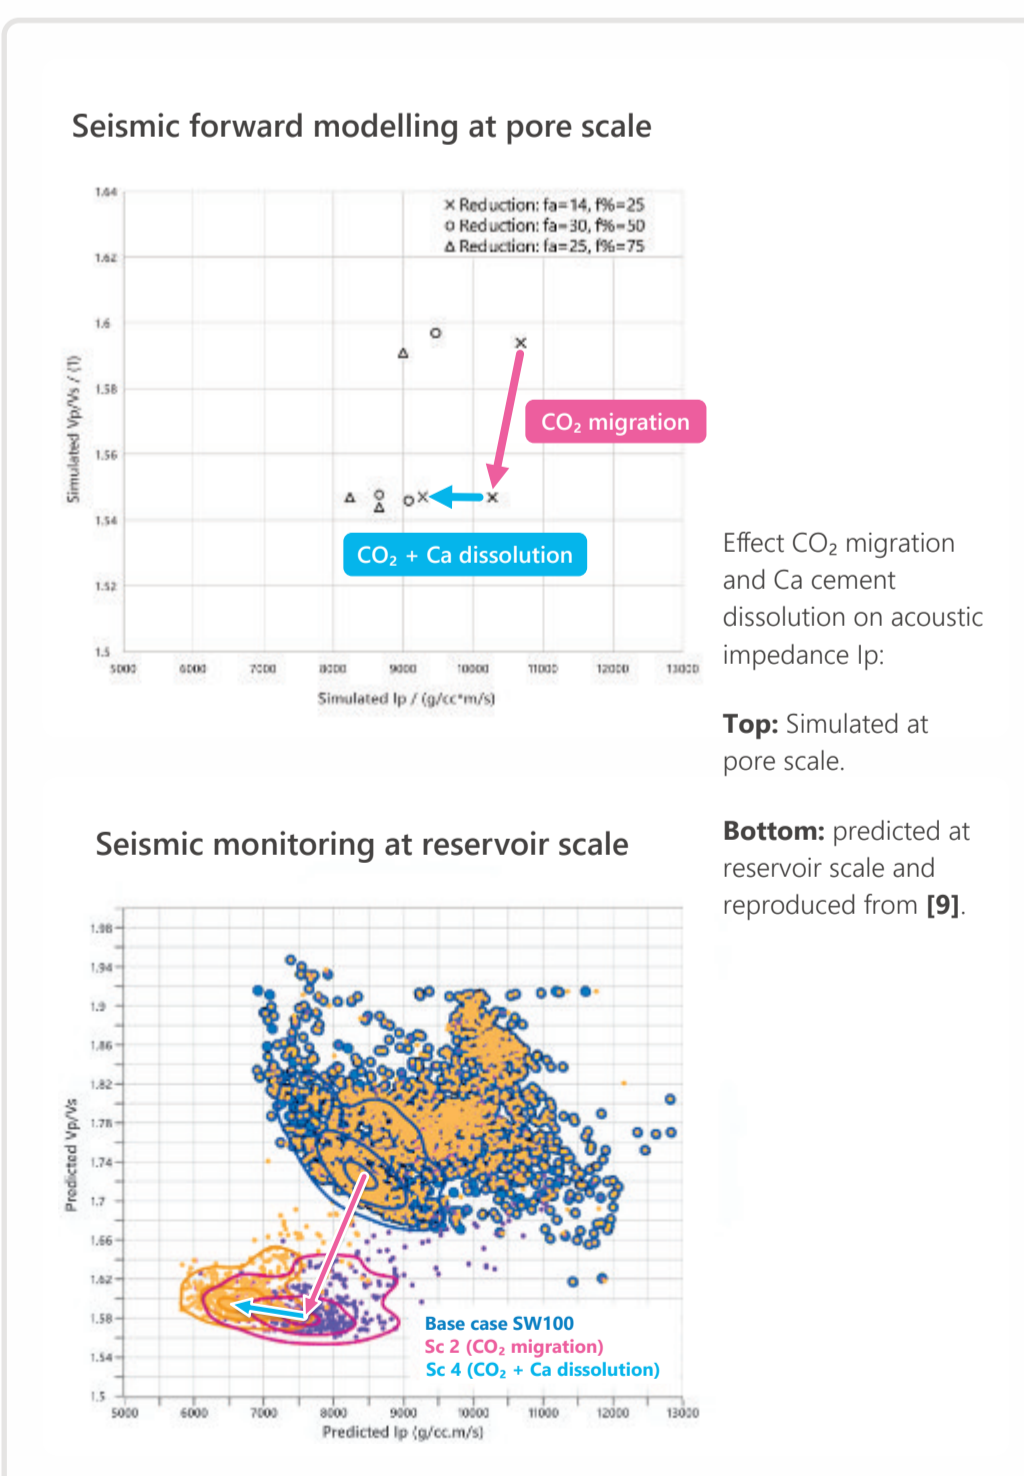 Seismic forward modelling at pore scale
1.64
1.62
1.6
1.58
1.56
1.54
1.52
1.5
Simulated Vp/Vs / (1)
× Reduction: fa=14, f%=25
o Reduction: fa=30, f%=50
△ Reduction: fa=25, f%=75
CO₂ migration
CO₂ + Ca dissolution
5000 6000 7000 8000 9000 10000 11000 12000 13000
Simulated Ip / (g/cc*m/s)
Effect CO₂ migration
and Ca cement
dissolution on acoustic
impedance Ip:
Top: Simulated at
pore scale.
Bottom: predicted at
reservoir scale and
reproduced from [9].
Seismic monitoring at reservoir scale
1.98
1.94
1.9
1.86
1.82
1.78
1.74
1.7
1.66
1.62
1.58
1.54
1.5
Predicted Vp/Vs
Base case SW100
Sc 2 (CO₂ migration)
Sc 4 (CO₂ + Ca dissolution)
5000 6000 7000 8000 9000 10000 11000 12000 13000
Predicted Ip (g/cc.m/s)